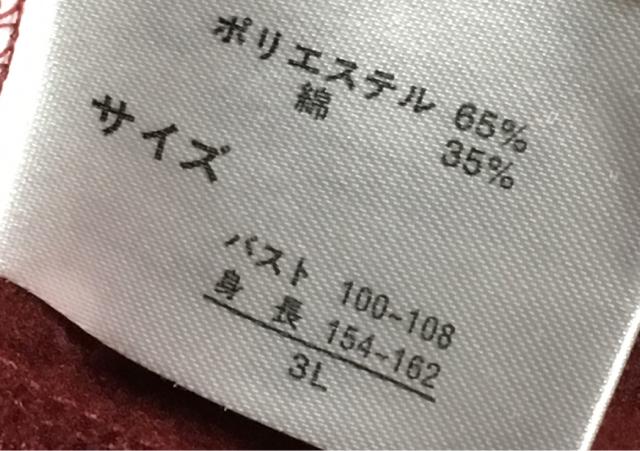 ポリエステル 65%
綿 35%
サイズ
バスト 100~108
身長 154~162
3L